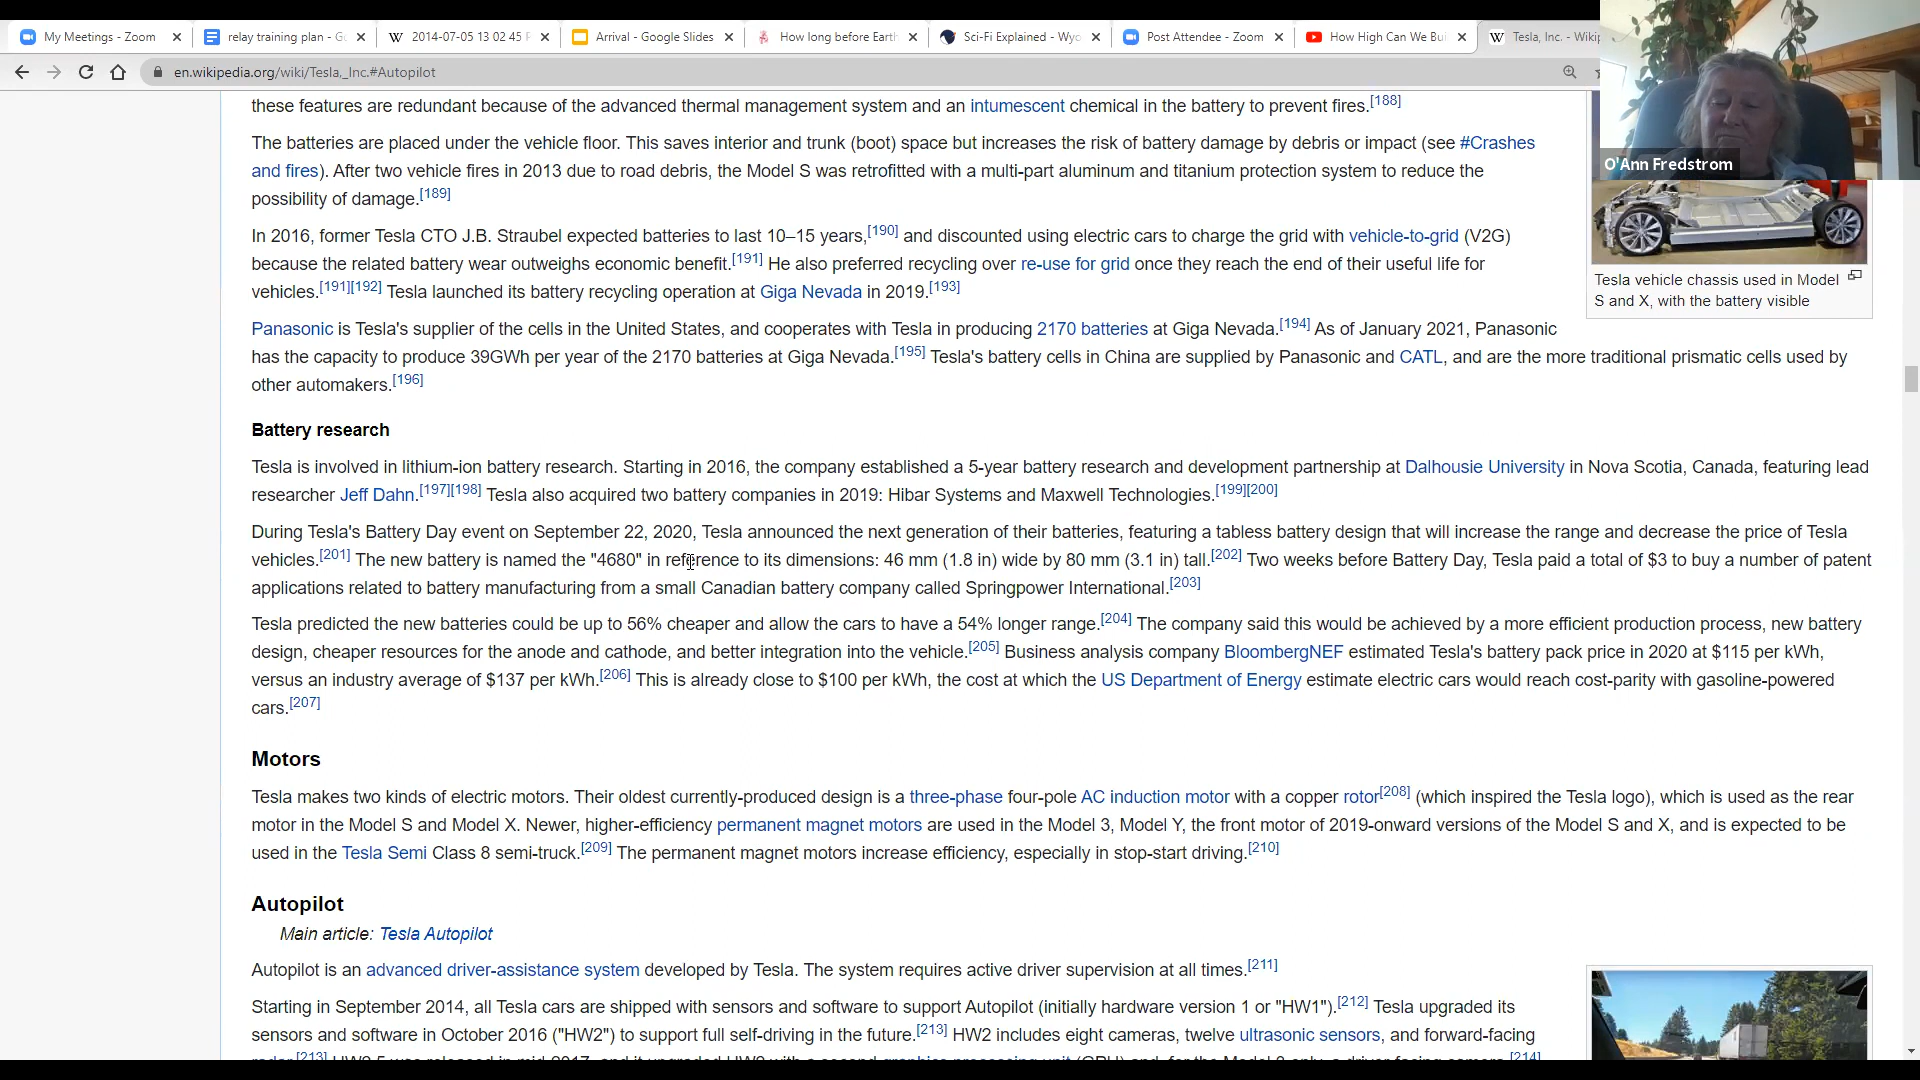 My Meetings - Zoom
relay training plan - G
2014-07-05 13 02 45
Arrival - Google Slides
How long before Earth
Sci-Fi Explained - Wyo
Post Attendee - Zoom
How High Can We Bui
Tesla, Inc. - Wikip
en.wikipedia.org/wiki/Tesla,_Inc.#Autopilot
O'Ann Fredstrom
these features are redundant because of the advanced thermal management system and an intumescent chemical in the battery to prevent fires.[188]
The batteries are placed under the vehicle floor. This saves interior and trunk (boot) space but increases the risk of battery damage by debris or impact (see #Crashes
and fires). After two vehicle fires in 2013 due to road debris, the Model S was retrofitted with a multi-part aluminum and titanium protection system to reduce the
possibility of damage.[189]
In 2016, former Tesla CTO J.B. Straubel expected batteries to last 10–15 years,[190] and discounted using electric cars to charge the grid with vehicle-to-grid (V2G)
because the related battery wear outweighs economic benefit.[191] He also preferred recycling over re-use for grid once they reach the end of their useful life for
vehicles.[191][192] Tesla launched its battery recycling operation at Giga Nevada in 2019.[193]
Tesla vehicle chassis used in Model
S and X, with the battery visible
Panasonic is Tesla's supplier of the cells in the United States, and cooperates with Tesla in producing 2170 batteries at Giga Nevada.[194] As of January 2021, Panasonic
has the capacity to produce 39GWh per year of the 2170 batteries at Giga Nevada.[195] Tesla's battery cells in China are supplied by Panasonic and CATL, and are the more traditional prismatic cells used by
other automakers.[196]
Battery research
Tesla is involved in lithium-ion battery research. Starting in 2016, the company established a 5-year battery research and development partnership at Dalhousie University in Nova Scotia, Canada, featuring lead
researcher Jeff Dahn.[197][198] Tesla also acquired two battery companies in 2019: Hibar Systems and Maxwell Technologies.[199][200]
During Tesla's Battery Day event on September 22, 2020, Tesla announced the next generation of their batteries, featuring a tabless battery design that will increase the range and decrease the price of Tesla
vehicles.[201] The new battery is named the "4680" in reference to its dimensions: 46 mm (1.8 in) wide by 80 mm (3.1 in) tall.[202] Two weeks before Battery Day, Tesla paid a total of $3 to buy a number of patent
applications related to battery manufacturing from a small Canadian battery company called Springpower International.[203]
Tesla predicted the new batteries could be up to 56% cheaper and allow the cars to have a 54% longer range.[204] The company said this would be achieved by a more efficient production process, new battery
design, cheaper resources for the anode and cathode, and better integration into the vehicle.[205] Business analysis company BloombergNEF estimated Tesla's battery pack price in 2020 at $115 per kWh,
versus an industry average of $137 per kWh.[206] This is already close to $100 per kWh, the cost at which the US Department of Energy estimate electric cars would reach cost-parity with gasoline-powered
cars.[207]
Motors
Tesla makes two kinds of electric motors. Their oldest currently-produced design is a three-phase four-pole AC induction motor with a copper rotor[208] (which inspired the Tesla logo), which is used as the rear
motor in the Model S and Model X. Newer, higher-efficiency permanent magnet motors are used in the Model 3, Model Y, the front motor of 2019-onward versions of the Model S and X, and is expected to be
used in the Tesla Semi Class 8 semi-truck.[209] The permanent magnet motors increase efficiency, especially in stop-start driving.[210]
Autopilot
Main article: Tesla Autopilot
Autopilot is an advanced driver-assistance system developed by Tesla. The system requires active driver supervision at all times.[211]
Starting in September 2014, all Tesla cars are shipped with sensors and software to support Autopilot (initially hardware version 1 or "HW1").[212] Tesla upgraded its
sensors and software in October 2016 ("HW2") to support full self-driving in the future.[213] HW2 includes eight cameras, twelve ultrasonic sensors, and forward-facing
radar.[213] HW2.5 was released in mid-2017, and it upgraded HW2 with a second graphics processing unit (GPU) and, for the Model 3 only, a driver-facing camera.[214]